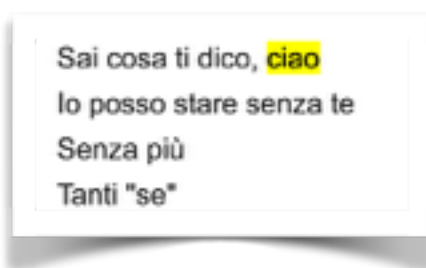 Sai cosa ti dico, ciao
Io posso stare senza te
Senza più
Tanti "se"